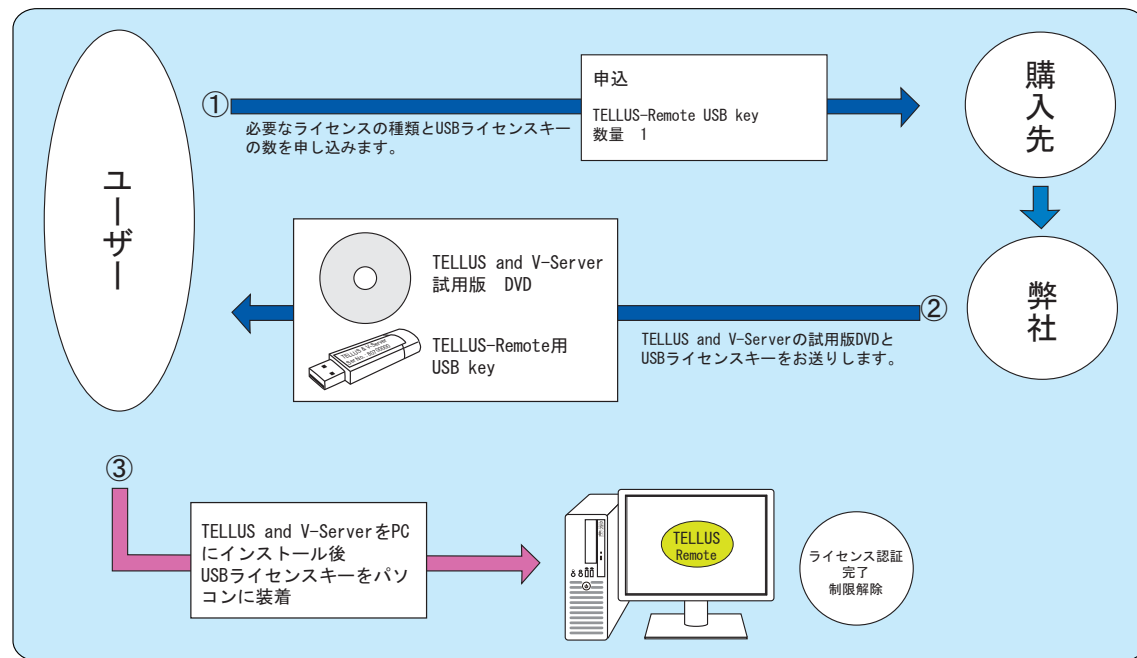 ユーザー
①
必要なライセンスの種類とUSBライセンスキー
の数を申し込みます。
申込
TELLUS-Remote USB key
数量　1
購入先
弊社
②
TELLUS and V-Serverの試用版DVDと
USBライセンスキーをお送りします。
TELLUS and V-Server
試用版　DVD
TELLUS & V-Server
TELLUS-Remote用
USB key
③
TELLUS and V-ServerをPC
にインストール後
USBライセンスキーをパソ
コンに装着
TELLUS
Remote
ライセンス認証
完了
制限解除